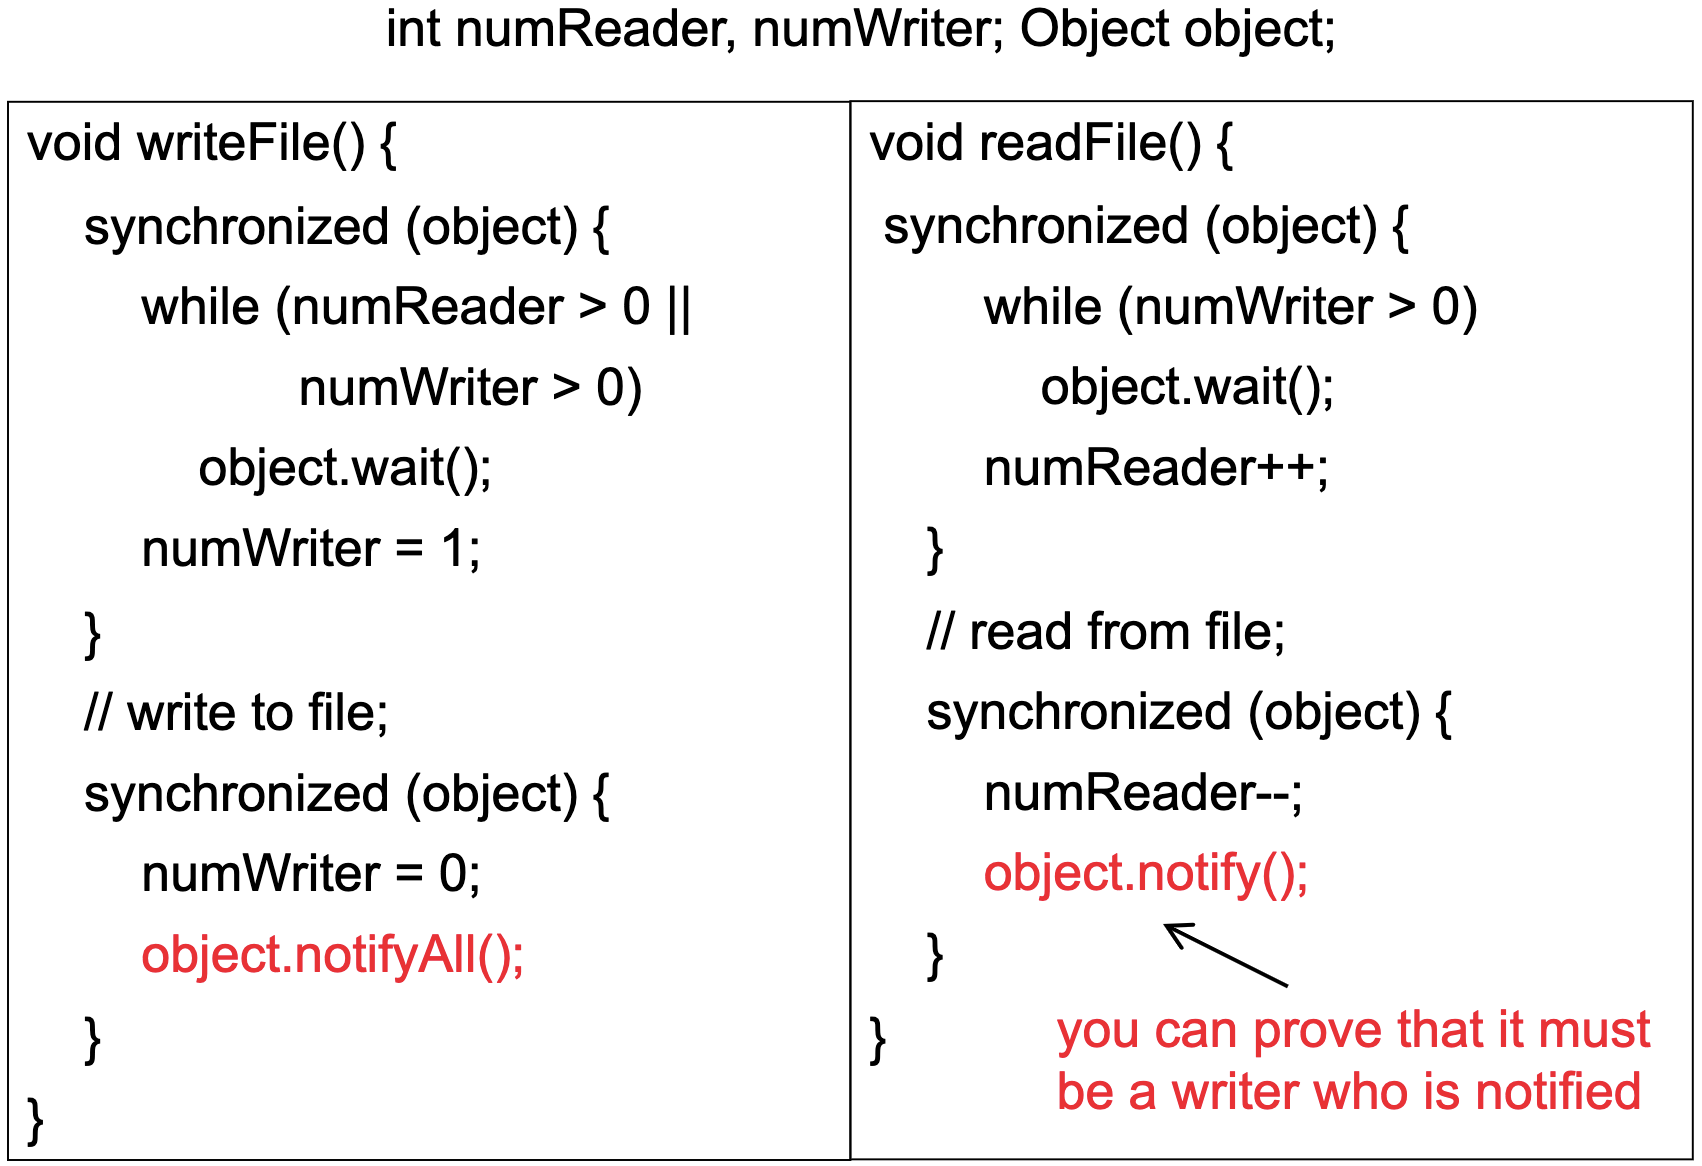 int numReader, numWriter; Object object;
void writeFile() {
synchronized (object) {
while (numReader > 0 ||
numWriter > 0)
object.wait();
numWriter = 1;
}
// write to file;
synchronized (object) {
numWriter = 0;
object.notifyAll();
}
}
void readFile() {
synchronized (object) {
while (numWriter > 0)
object.wait();
numReader++;
}
// read from file;
synchronized (object) {
numReader--;
object.notify();
}
}
you can prove that it must
be a writer who is notified